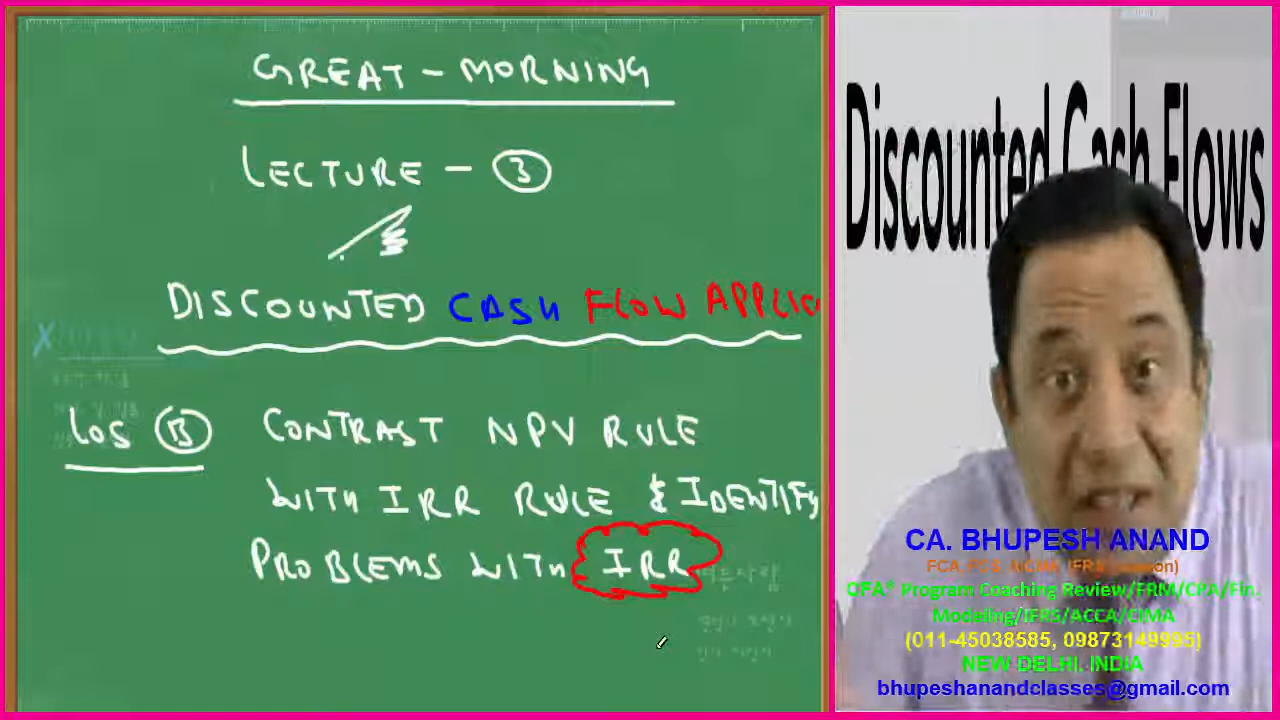 GREAT - MORNING
LECTURE - 3
DISCOUNTED CASH FLOW APPLIC
LOS B CONTRAST NPV RULE
WITH IRR RULE & IDENTIFY
PROBLEMS WITH IRR
Discounted Cash Flows
CA. BHUPESH ANAND
FCA, AICMA, IFRS
CFA® Program Coaching Review/FRM/CPA/Fin.
Modeling/IFRS/ACCA/CIMA
(011-45038585, 09873149995)
NEW DELHI. INDIA
bhupeshanandclasses@gmail.com